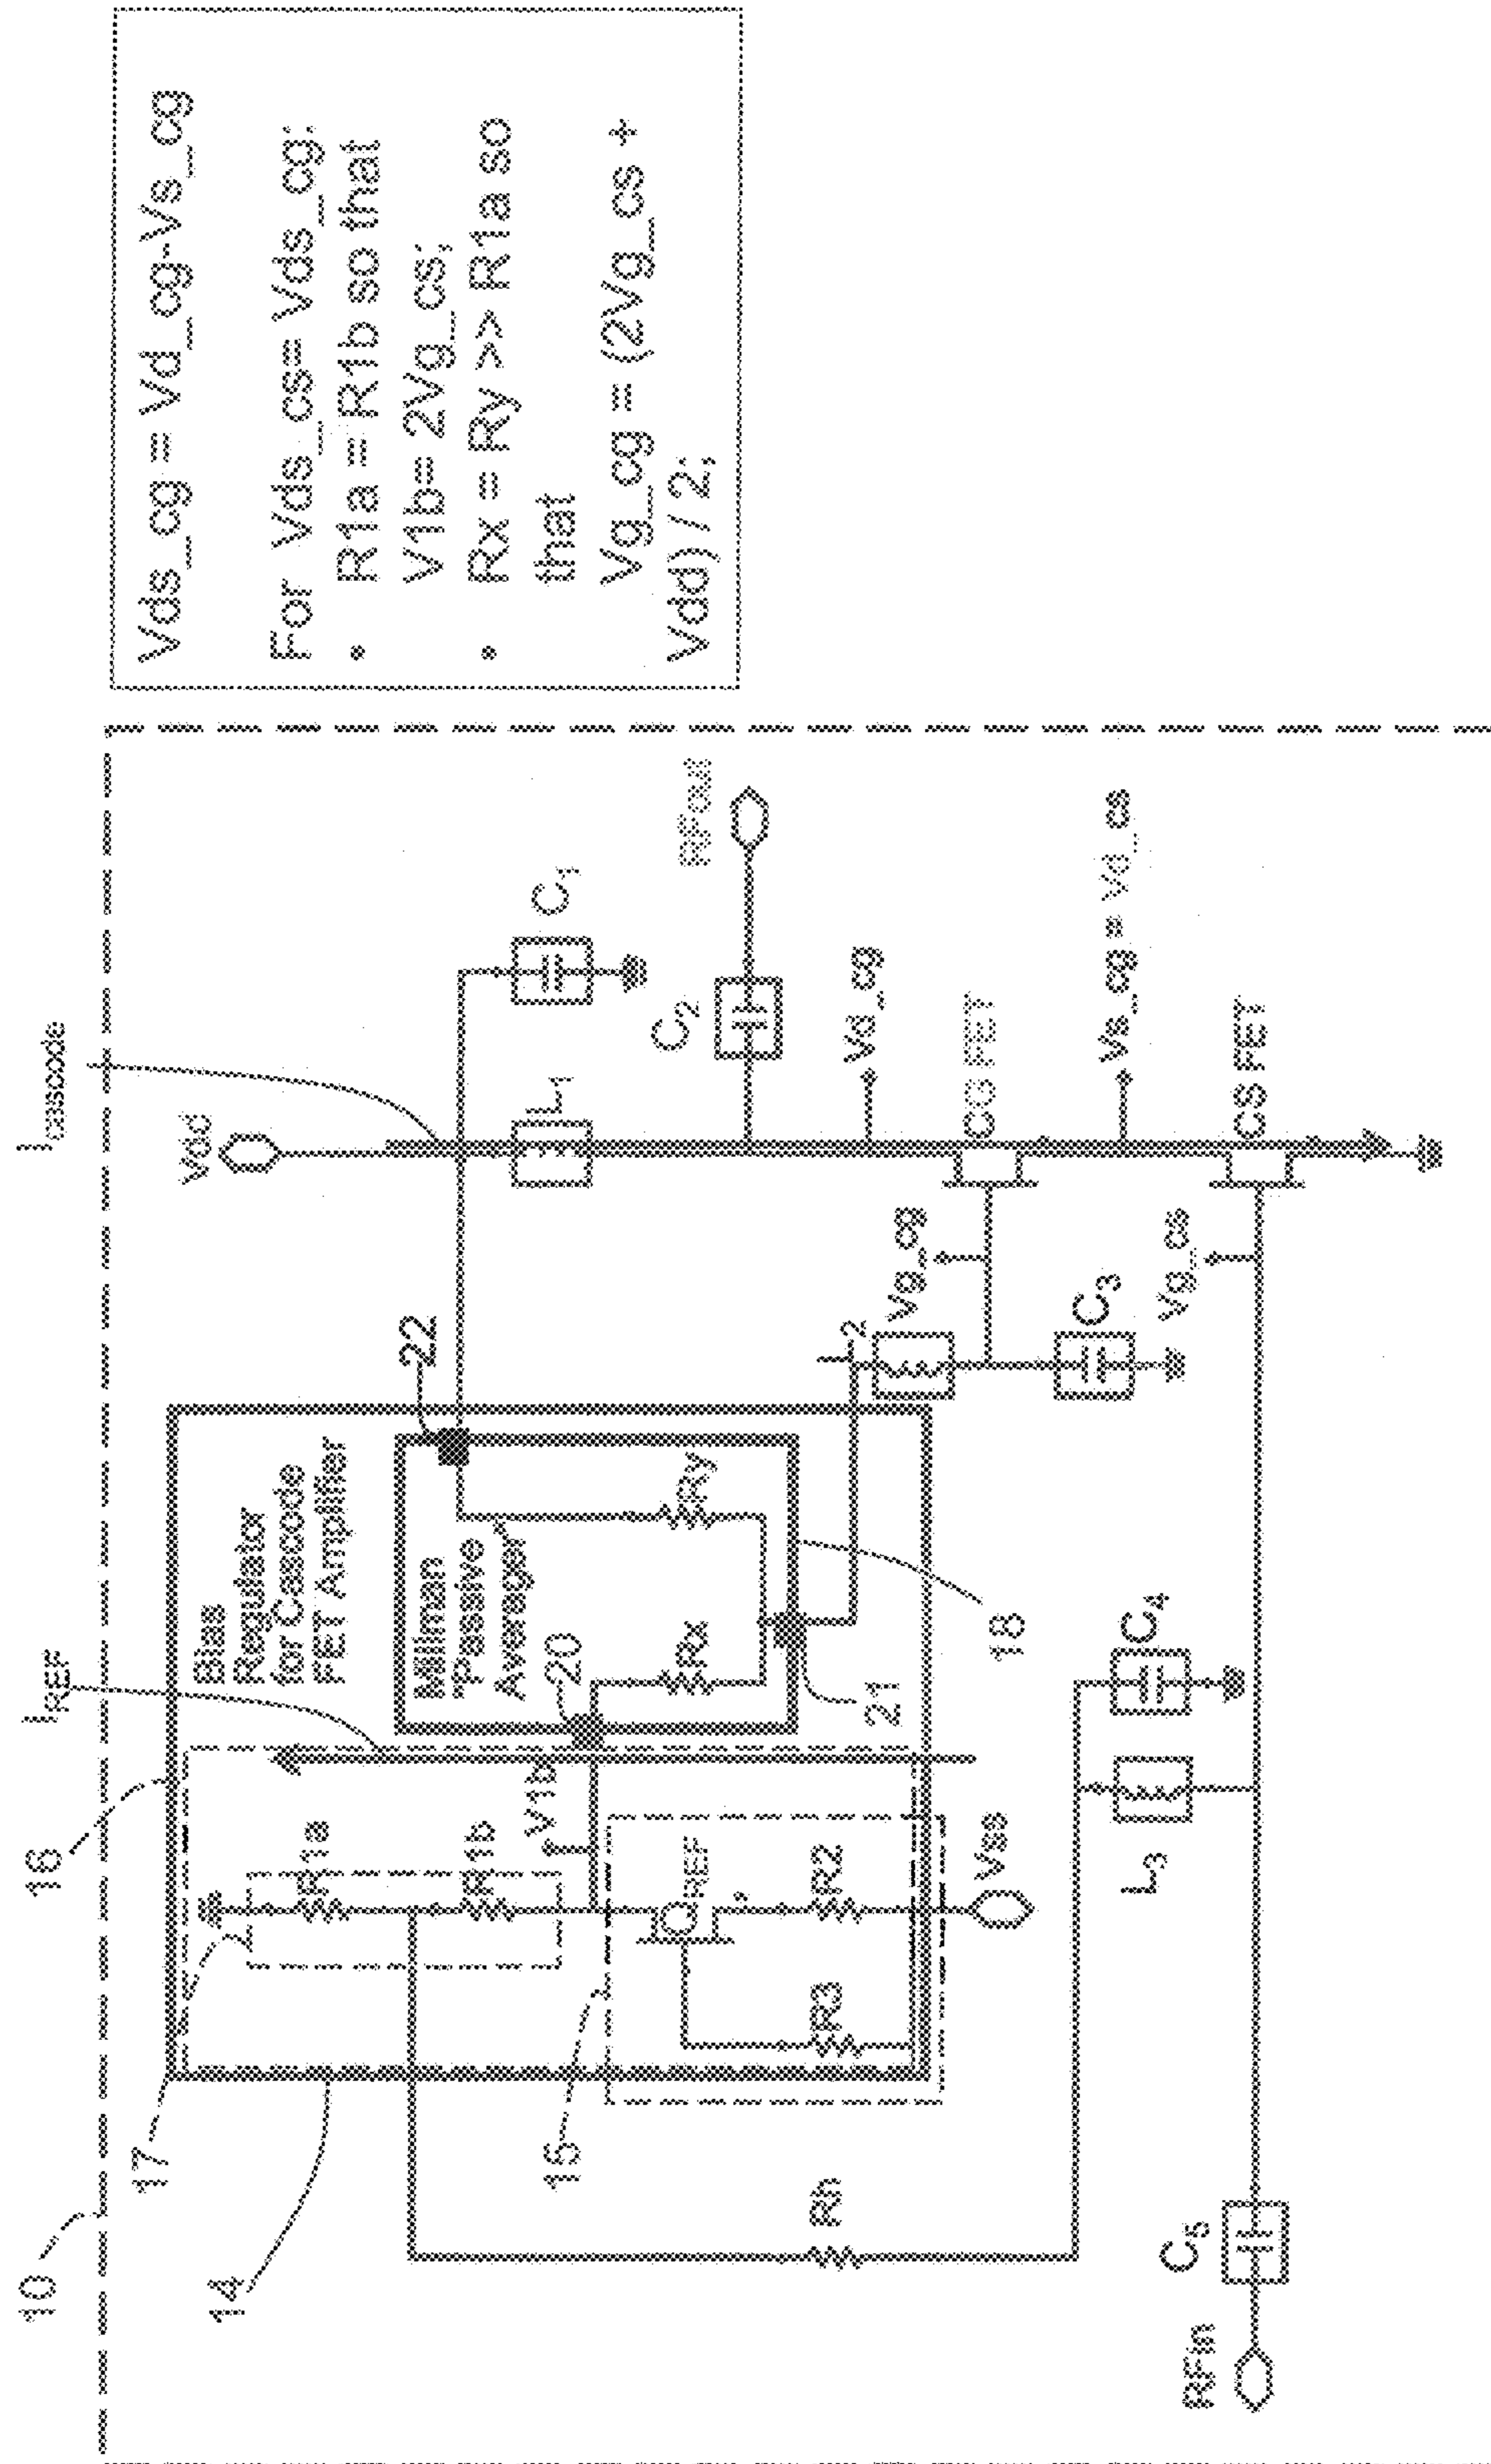 10
14
17
16
I_REF
I_cascode
Bias
Regulator
for Cascode
FET Amplifier
Millman
"Passive
Averager
R1a
R1b
V1b
20
22
Rx
Ry
21
18
15
Q_REF
R3
R2
Vss
Rh
Vdd
L1
C1
C2
RFout
Vd_cg
CG FET
Vs_cg = Vd_cs
CS FET
L2
Vg_cg
C3
Vg_cs
L3
C4
C5
RFin
Vds_cg = Vd_cg-Vs_cg
For Vds_cs= Vds_cg:
• R1a = R1b so that
V1b= 2Vg_cs;
• Rx = Ry >> R1a so
that
Vg_cg = (2Vg_cs +
Vdd) / 2;